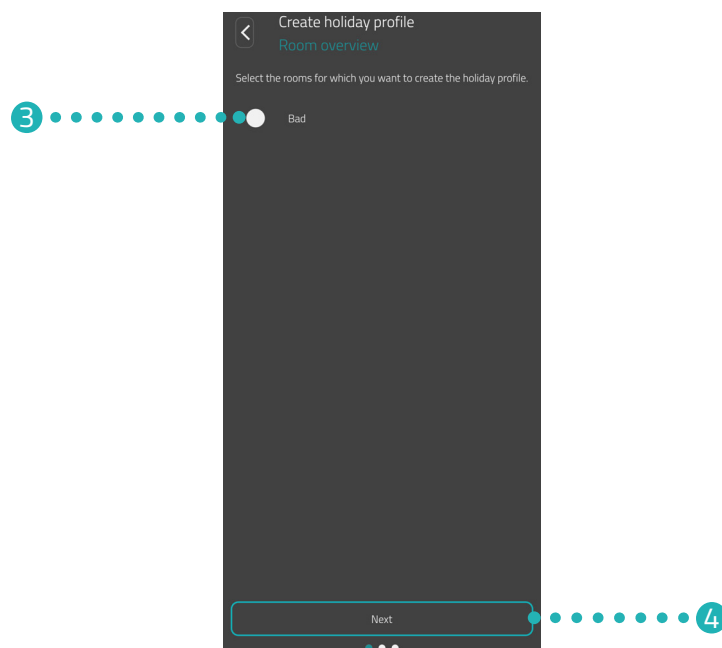 Create holiday profile
Room overview
Select the rooms for which you want to create the holiday profile.
3
Bad
Next
4